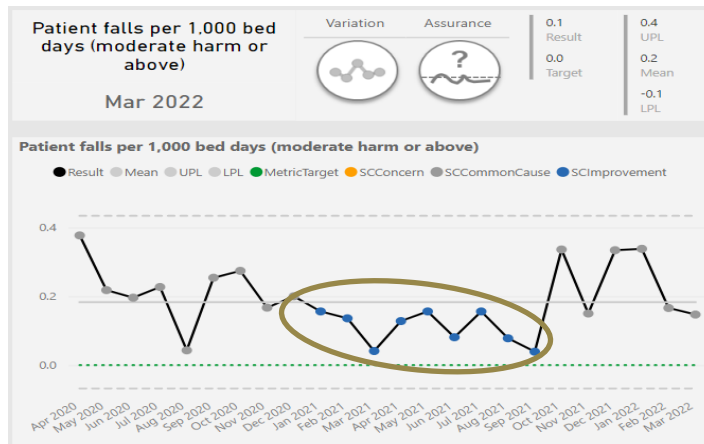 Patient falls per 1,000 bed
days (moderate harm or
above)
Mar 2022
Variation
Assurance
?
0.1
Result
0.0
Target
0.4
UPL
0.2
Mean
-0.1
LPL
Patient falls per 1,000 bed days (moderate harm or above)
Result Mean UPL LPL MetricTarget SCConcern SCCommonCause SCImprovement
0.4
0.2
0.0
Apr 2020
May 2020
Jun 2020
Jul 2020
Aug 2020
Sep 2020
Oct 2020
Nov 2020
Dec 2020
Jan 2021
Feb 2021
Mar 2021
Apr 2021
May 2021
Jun 2021
Jul 2021
Aug 2021
Sep 2021
Oct 2021
Nov 2021
Dec 2021
Jan 2022
Feb 2022
Mar 2022